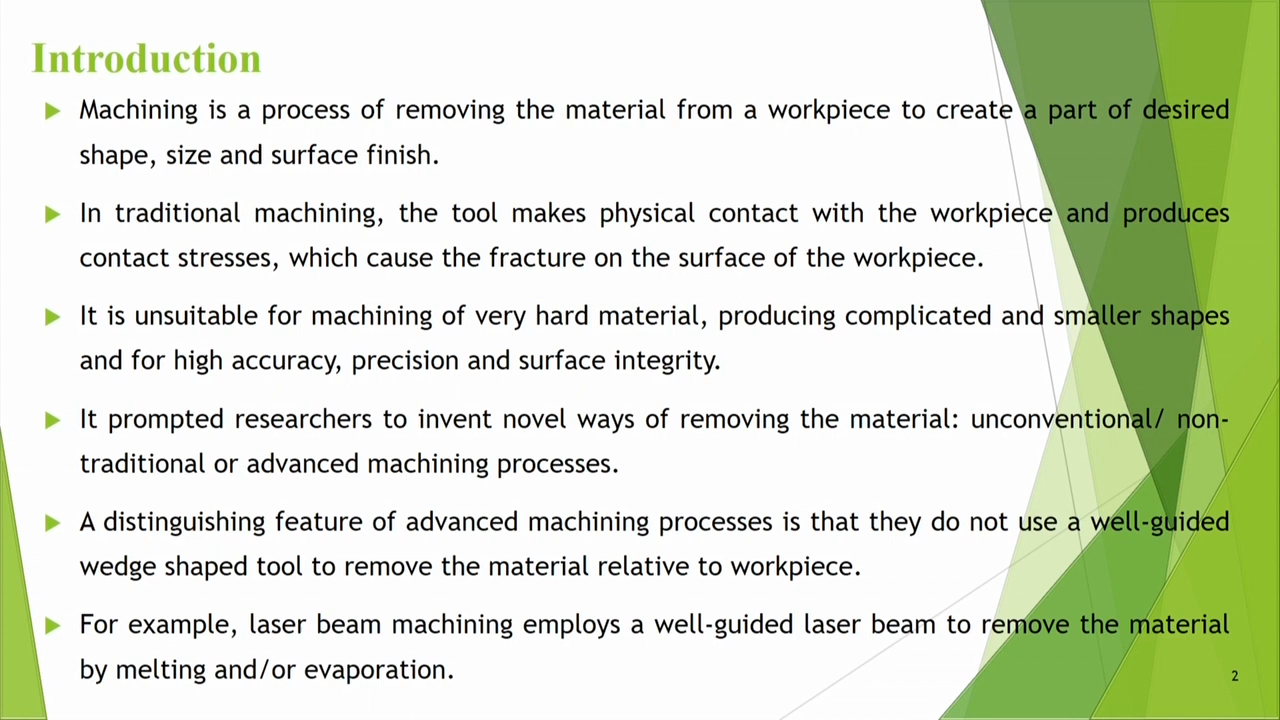 Introduction
Machining is a process of removing the material from a workpiece to create a part of desired
shape, size and surface finish.
In traditional machining, the tool makes physical contact with the workpiece and produces
contact stresses, which cause the fracture on the surface of the workpiece.
It is unsuitable for machining of very hard material, producing complicated and smaller shapes
and for high accuracy, precision and surface integrity.
It prompted researchers to invent novel ways of removing the material: unconventional/ non-
traditional or advanced machining processes.
A distinguishing feature of advanced machining processes is that they do not use a well-guided
wedge shaped tool to remove the material relative to workpiece.
For example, laser beam machining employs a well-guided laser beam to remove the material
by melting and/or evaporation.
2